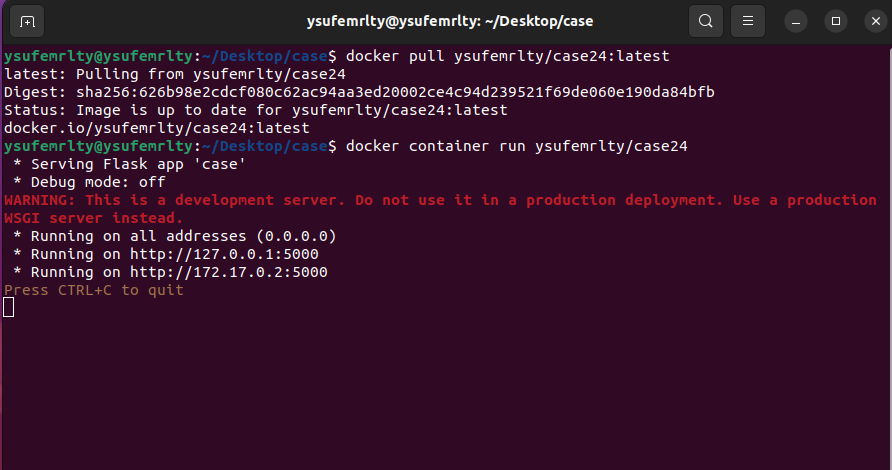 ysufemrlty@ysufemrlty: ~/Desktop/case
ysufemrlty@ysufemrlty:~/Desktop/case$ docker pull ysufemrlty/case24:latest
latest: Pulling from ysufemrlty/case24
Digest: sha256:626b98e2cdcf080c62ac94aa3ed20002ce4c94d239521f69de060e190da84bfb
Status: Image is up to date for ysufemrlty/case24:latest
docker.io/ysufemrlty/case24:latest
ysufemrlty@ysufemrlty:~/Desktop/case$ docker container run ysufemrlty/case24
 * Serving Flask app 'case'
 * Debug mode: off
WARNING: This is a development server. Do not use it in a production deployment. Use a production
WSGI server instead.
 * Running on all addresses (0.0.0.0)
 * Running on http://127.0.0.1:5000
 * Running on http://172.17.0.2:5000
Press CTRL+C to quit